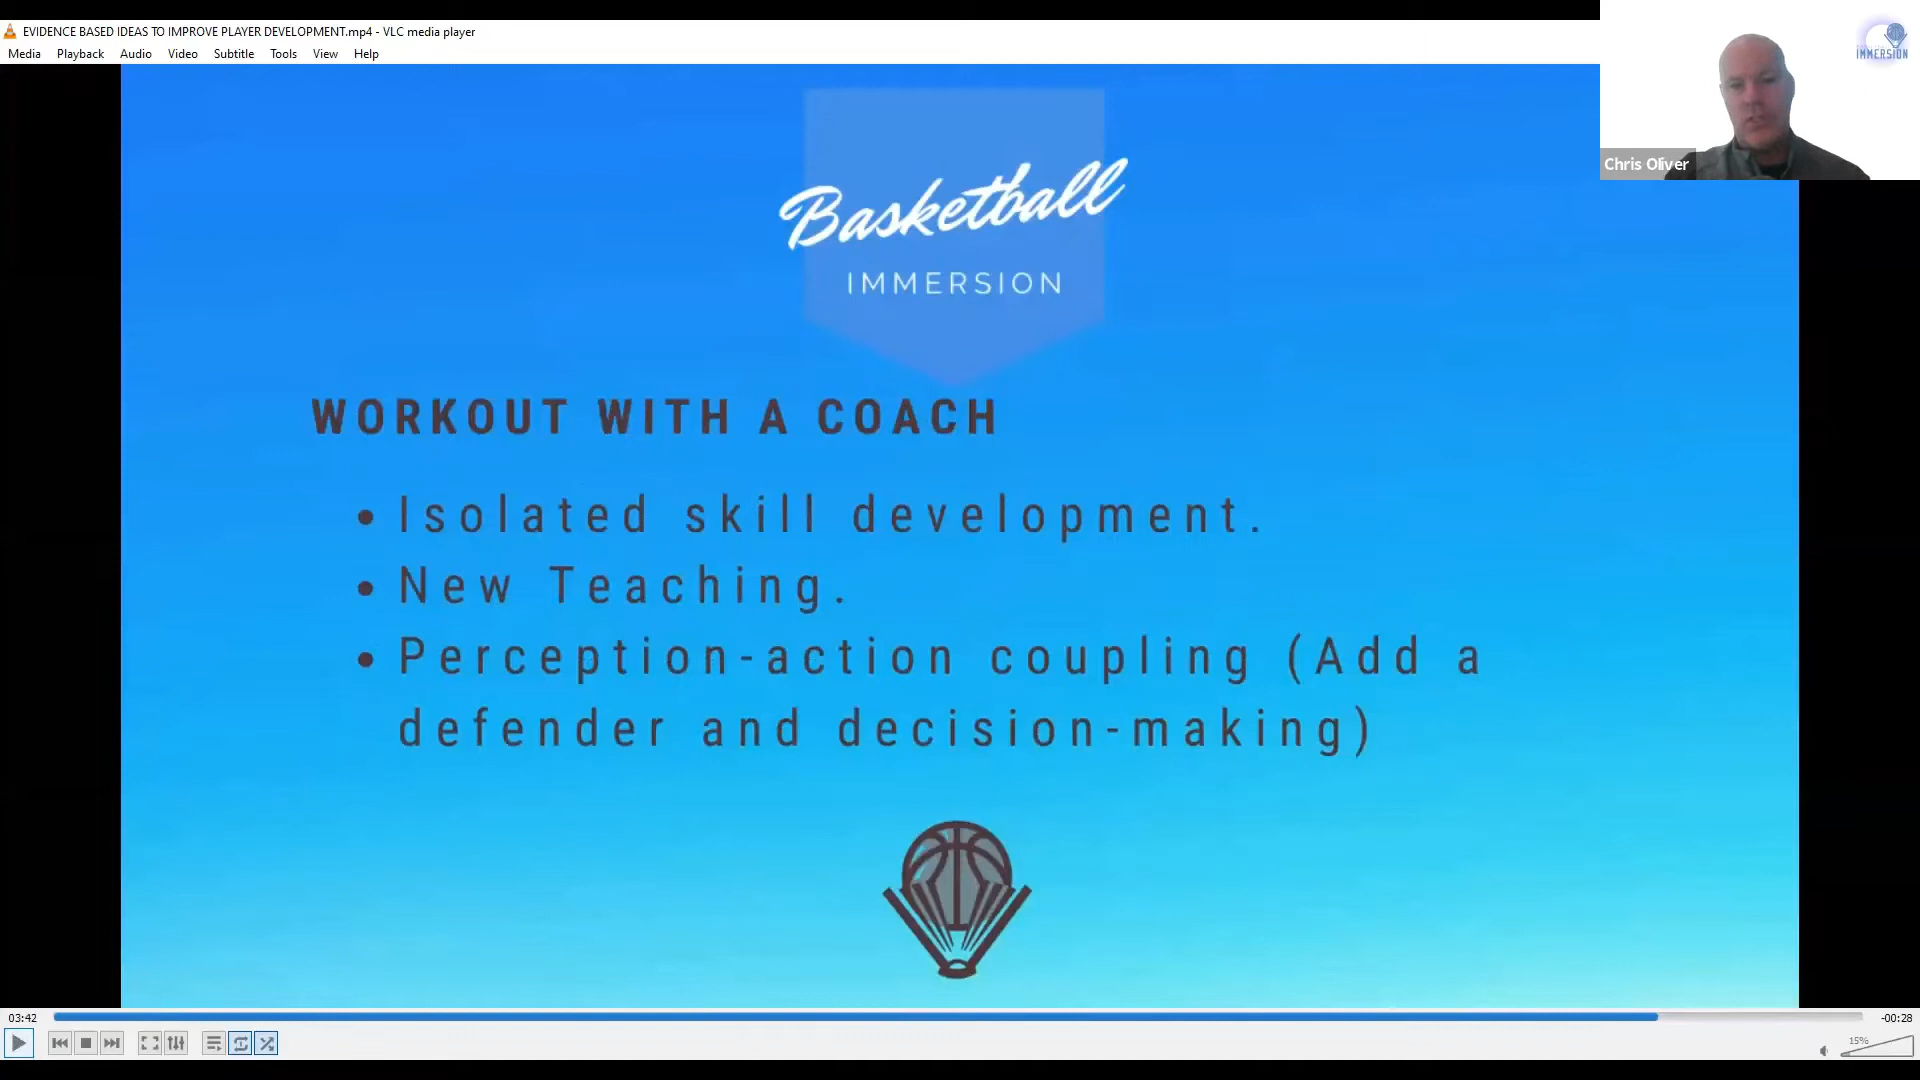 EVIDENCE BASED IDEAS TO IMPROVE PLAYER DEVELOPMENT.mp4 - VLC media player
Media Playback Audio Video Subtitle Tools View Help
IMMERSION
Chris Oliver
Basketball
IMMERSION
WORKOUT WITH A COACH
• Isolated skill development.
• New Teaching.
• Perception-action coupling (Add a
defender and decision-making)
03:42
-00:28
15%